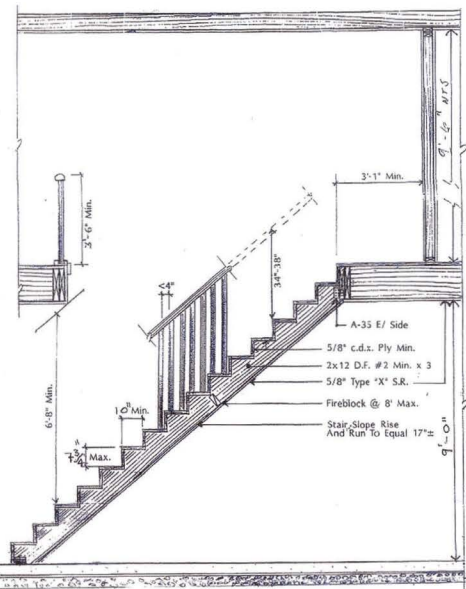 9'-6" NTS
3'-1" Min.
3'-6" Min.
34"-38"
<4"
A-35 E/ Side
5/8" c.d.x. Ply Min.
2x12 D.F. #2 Min. x 3
5/8" Type "X" S.R.
Fireblock @ 8' Max.
Stair Slope Rise
And Run To Equal 17"±
6'-8" Min.
10" Min.
7 3/4" Max.
9'-0"